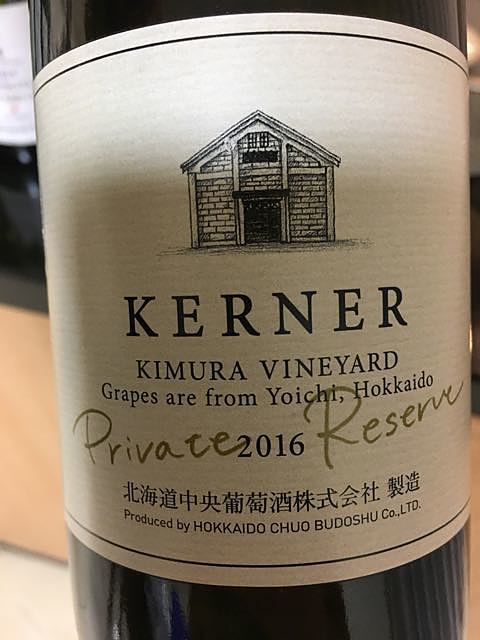 KERNER
KIMURA VINEYARD
Grapes are from Yoichi, Hokkaido
Private 2016 Reserve
北海道中央葡萄酒株式会社 製造
Produced by HOKKAIDO CHUO BUDOSHU Co.,LTD.